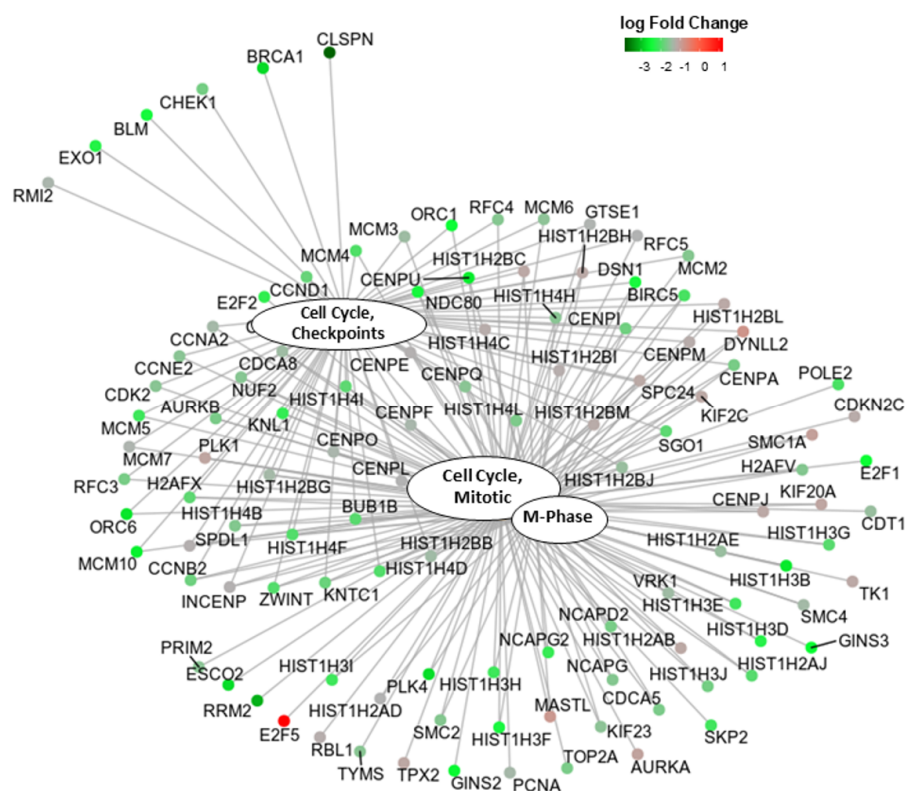 log Fold Change
-3 -2 -1 0 1
CLSPN
BRCA1
CHEK1
BLM
EXO1
RMI2
ORC1
RFC4
MCM6
GTSE1
MCM3
HIST1H2BH
RFC5
MCM4
HIST1H2BC
DSN1
MCM2
CENPU
CCND1
NDC80
HIST1H4H
BIRC5
E2F2
Cell Cycle,
Checkpoints
CENPI
HIST1H2BL
CCNA2
HIST1H4C
DYNLL2
CENPM
CCNE2
CDCA8
CENPE
HIST1H2BI
CENPQ
CENPA
POLE2
CDK2
NUF2
HIST1H4I
SPC24
AURKB
CENPF
HIST1H4L
HIST1H2BM
KIF2C
CDKN2C
MCM5
KNL1
PLK1
CENPO
SGO1
SMC1A
MCM7
CENPL
Cell Cycle,
Mitotic
HIST1H2BJ
H2AFV
E2F1
RFC3
H2AFX
HIST1H2BG
KIF20A
CENPJ
HIST1H4B
BUB1B
M-Phase
CDT1
ORC6
SPDL1
HIST1H4F
HIST1H2BB
HIST1H3G
HIST1H2AE
MCM10
CCNB2
HIST1H4D
HIST1H3B
VRK1
TK1
INCENP
ZWINT
KNTC1
HIST1H3E
SMC4
NCAPD2
HIST1H3D
PRIM2
NCAPG2
HIST1H2AB
GINS3
ESCO2
HIST1H3I
NCAPG
HIST1H2AJ
PLK4
HIST1H3H
HIST1H3J
RRM2
HIST1H2AD
MASTL
CDCA5
E2F5
RBL1
SMC2
HIST1H3F
KIF23
SKP2
TYMS
TPX2
GINS2
PCNA
TOP2A
AURKA